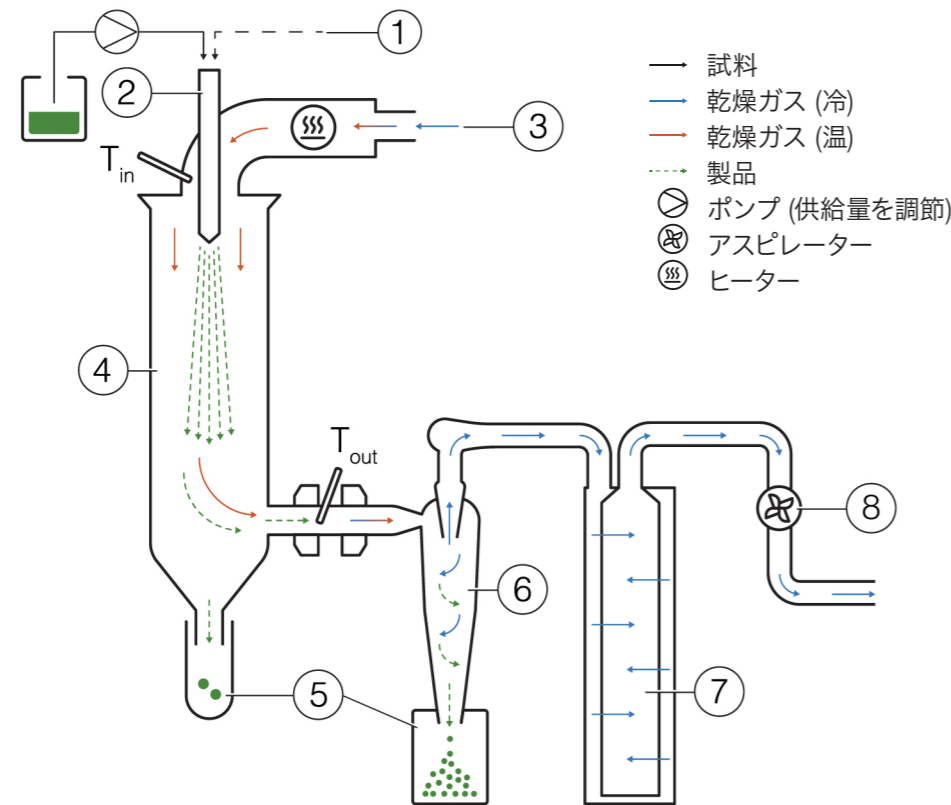 1
2
3
T_in
試料
乾燥ガス (冷)
乾燥ガス (温)
製品
ポンプ (供給量を調節)
アスピレーター
ヒーター
4
T_out
5
6
7
8